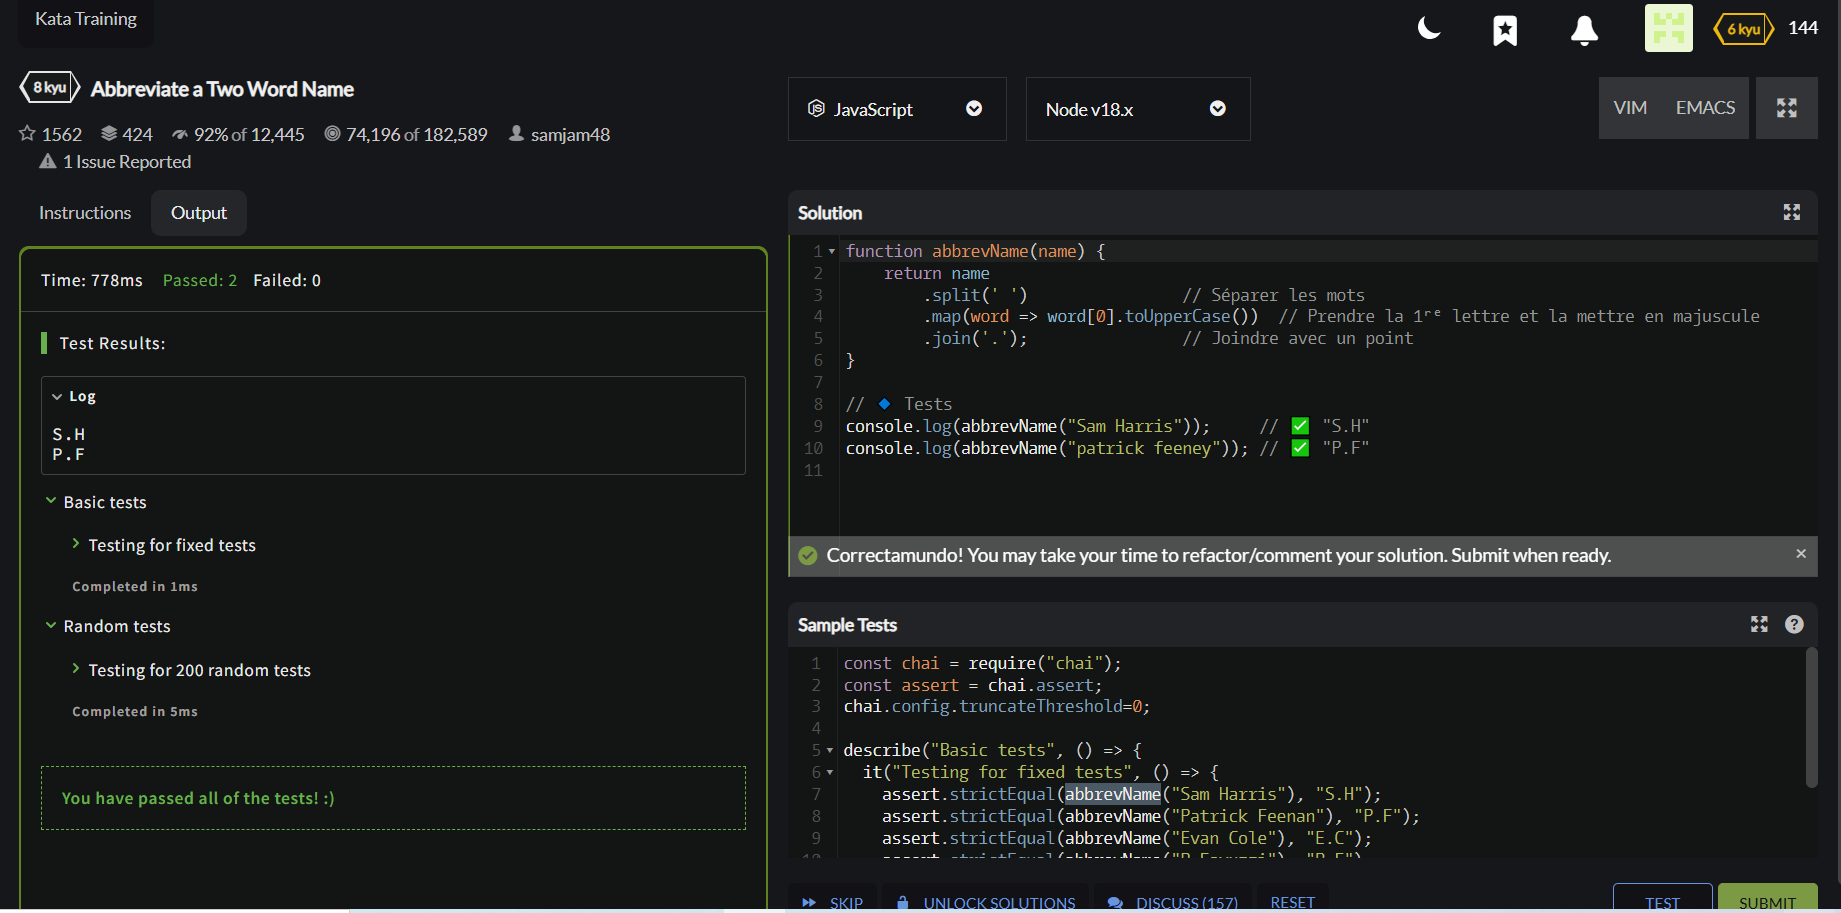 Kata Training
6 kyu 144
8 kyu Abbreviate a Two Word Name
1562 424 92% of 12,445 74,196 of 182,589 samjam48
1 Issue Reported
Instructions Output
Time: 778ms Passed: 2 Failed: 0
Test Results:
Log
S.H
P.F
Basic tests
Testing for fixed tests
Completed in 1ms
Random tests
Testing for 200 random tests
Completed in 5ms
You have passed all of the tests! :)
JavaScript Node v18.x VIM EMACS
Solution
1 function abbrevName(name) {
2 return name
3 .split(' ') // Séparer les mots
4 .map(word => word[0].toUpperCase()) // Prendre la 1ʳᵉ lettre et la mettre en majuscule
5 .join('.'); // Joindre avec un point
6 }
7
8 // 🔹 Tests
9 console.log(abbrevName("Sam Harris")); // ✅ "S.H"
10 console.log(abbrevName("patrick feeney")); // ✅ "P.F"
11
Correctamundo! You may take your time to refactor/comment your solution. Submit when ready. ×
Sample Tests ?
1 const chai = require("chai");
2 const assert = chai.assert;
3 chai.config.truncateThreshold=0;
4
5 describe("Basic tests", () => {
6 it("Testing for fixed tests", () => {
7 assert.strictEqual(abbrevName("Sam Harris"), "S.H");
8 assert.strictEqual(abbrevName("Patrick Feenan"), "P.F");
9 assert.strictEqual(abbrevName("Evan Cole"), "E.C");
SKIP UNLOCK SOLUTIONS DISCUSS (157) RESET TEST SUBMIT